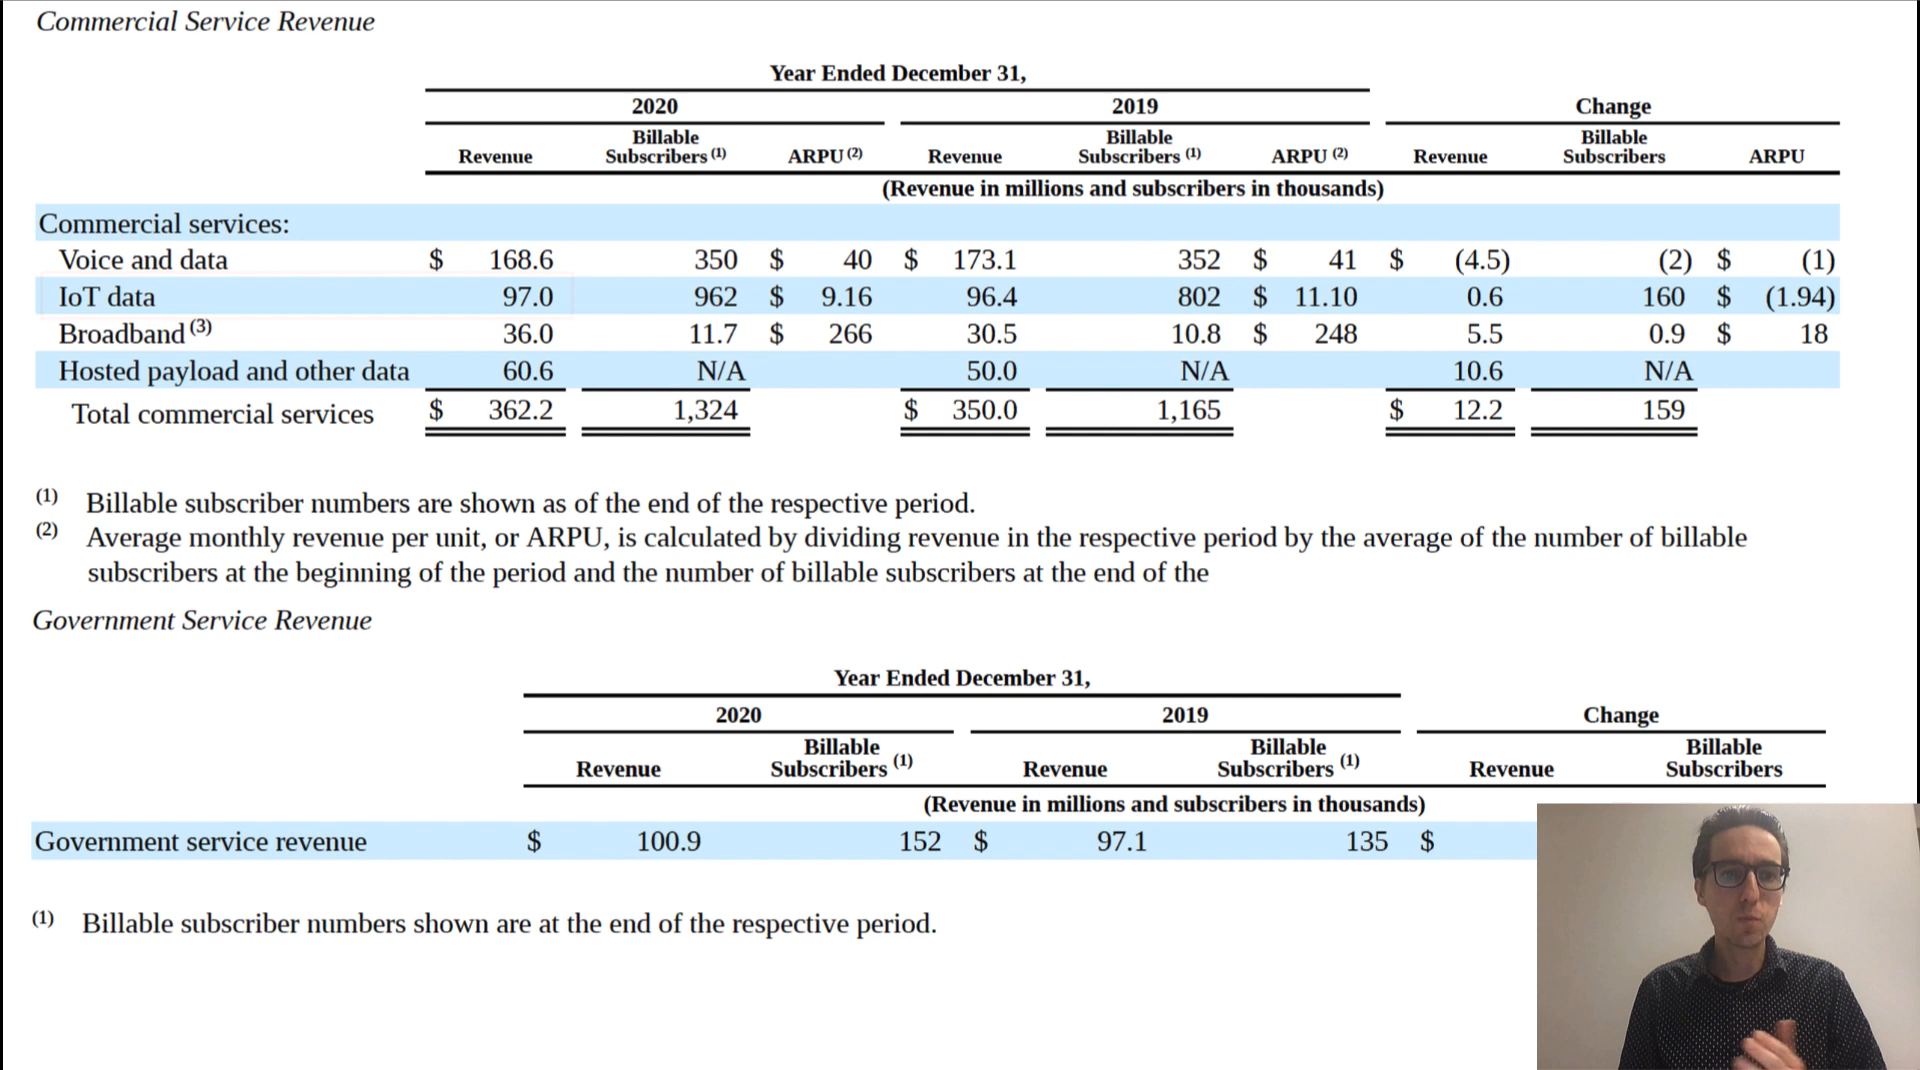 Commercial Service Revenue
Year Ended December 31,
2020 2019 Change
Revenue Billable Subscribers (1) ARPU (2) Revenue Billable Subscribers (1) ARPU (2) Revenue Billable Subscribers ARPU
(Revenue in millions and subscribers in thousands)
Commercial services:
Voice and data $ 168.6 350 $ 40 $ 173.1 352 $ 41 $ (4.5) (2) $ (1)
IoT data 97.0 962 $ 9.16 96.4 802 $ 11.10 0.6 160 $ (1.94)
Broadband (3) 36.0 11.7 $ 266 30.5 10.8 $ 248 5.5 0.9 $ 18
Hosted payload and other data 60.6 N/A 50.0 N/A 10.6 N/A
Total commercial services $ 362.2 1,324 $ 350.0 1,165 $ 12.2 159
(1) Billable subscriber numbers are shown as of the end of the respective period.
(2) Average monthly revenue per unit, or ARPU, is calculated by dividing revenue in the respective period by the average of the number of billable
subscribers at the beginning of the period and the number of billable subscribers at the end of the
Government Service Revenue
Year Ended December 31,
2020 2019 Change
Revenue Billable Subscribers (1) Revenue Billable Subscribers (1) Revenue Billable Subscribers
(Revenue in millions and subscribers in thousands)
Government service revenue $ 100.9 152 $ 97.1 135 $
(1) Billable subscriber numbers shown are at the end of the respective period.